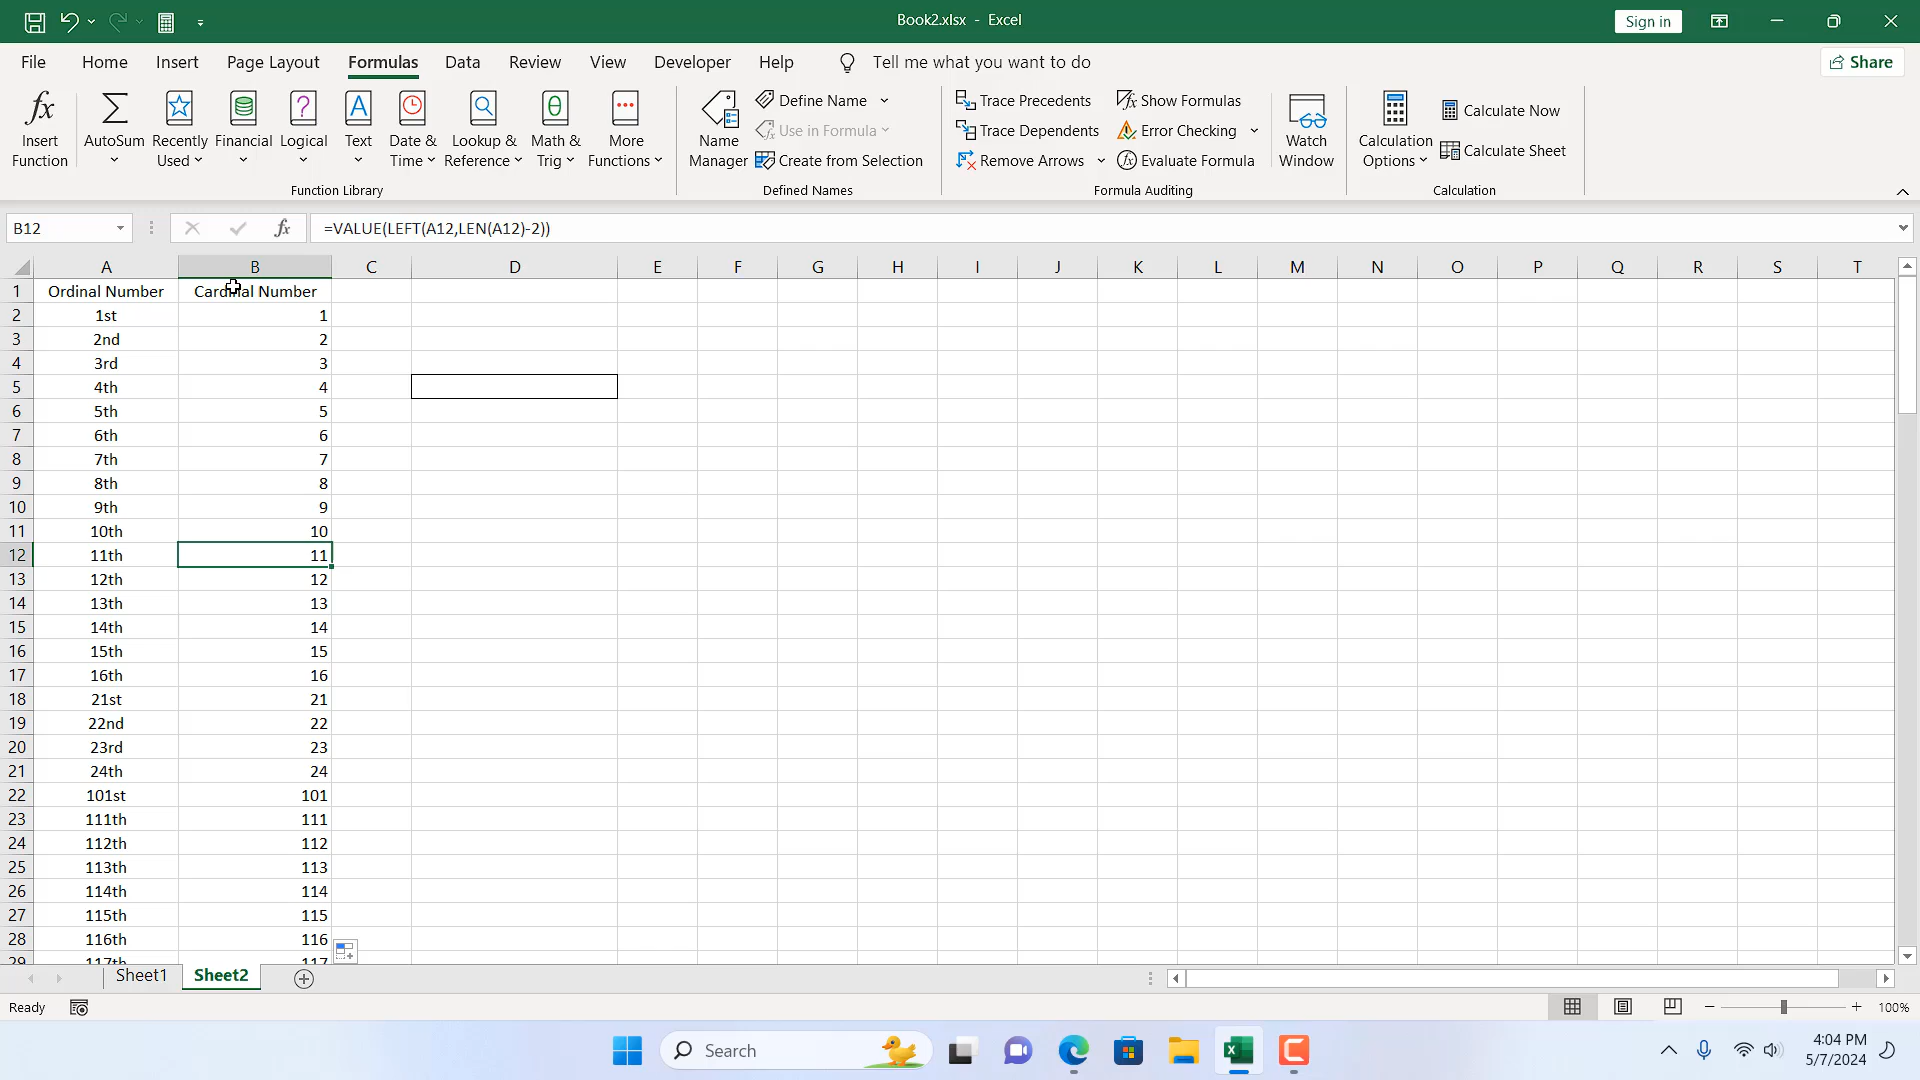 Book2.xlsx - Excel
Sign in
File Home Insert Page Layout Formulas Data Review View Developer Help Tell me what you want to do Share
Insert Function
AutoSum
Recently Used
Financial
Logical
Text
Date & Time
Lookup & Reference
Math & Trig
More Functions
Function Library
Name Manager
Define Name
Use in Formula
Create from Selection
Defined Names
Trace Precedents
Trace Dependents
Remove Arrows
Show Formulas
Error Checking
Evaluate Formula
Formula Auditing
Watch Window
Calculation Options
Calculate Now
Calculate Sheet
Calculation
B12 fx =VALUE(LEFT(A12,LEN(A12)-2))
A B C D E F G H I J K L M N O P Q R S T
1 Ordinal Number Cardinal Number
2 1st 1
3 2nd 2
4 3rd 3
5 4th 4
6 5th 5
7 6th 6
8 7th 7
9 8th 8
10 9th 9
11 10th 10
12 11th 11
13 12th 12
14 13th 13
15 14th 14
16 15th 15
17 16th 16
18 21st 21
19 22nd 22
20 23rd 23
21 24th 24
22 101st 101
23 111th 111
24 112th 112
25 113th 113
26 114th 114
27 115th 115
28 116th 116
29 117th 117
Sheet1 Sheet2
Ready 100%
Search
4:04 PM
5/7/2024